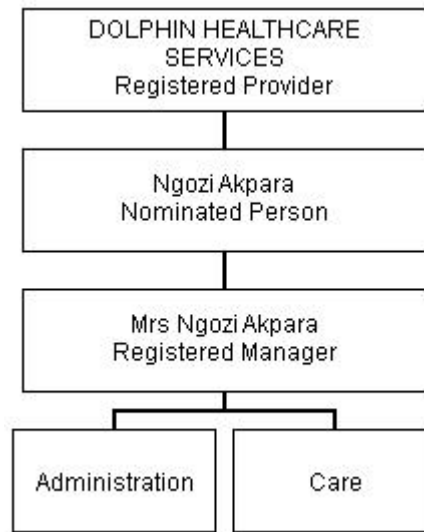 DOLPHIN HEALTHCARE
SERVICES
Registered Provider
Ngozi Akpara
Nominated Person
Mrs Ngozi Akpara
Registered Manager
Administration
Care